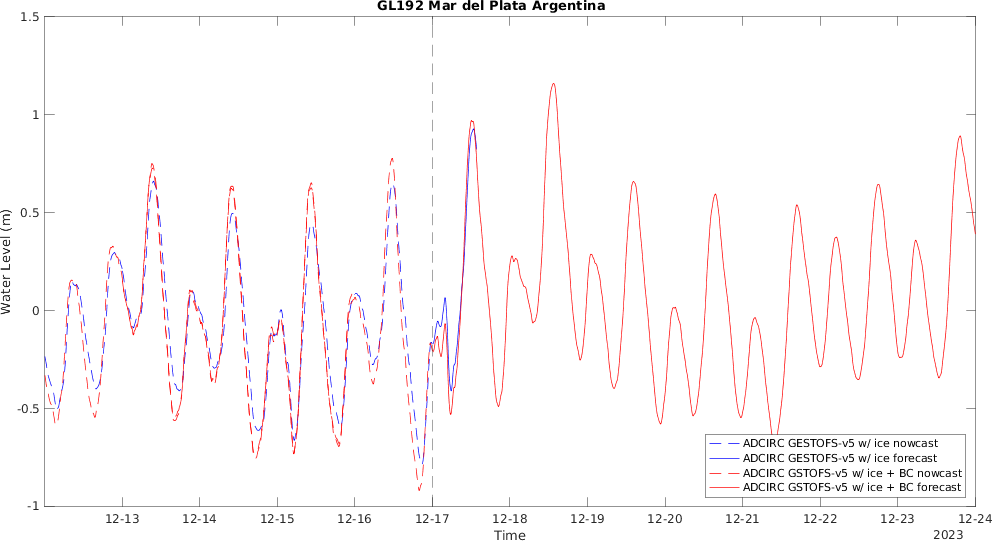 GL192 Mar del Plata Argentina
1.5
1
0.5
0
-0.5
-1
Water Level (m)
12-13
12-14
12-15
12-16
12-17
12-18
12-19
12-20
12-21
12-22
12-23
12-24
Time
2023
ADCIRC GESTOFS-v5 w/ ice nowcast
ADCIRC GESTOFS-v5 w/ ice forecast
ADCIRC GSTOFS-v5 w/ ice + BC nowcast
ADCIRC GSTOFS-v5 w/ ice + BC forecast